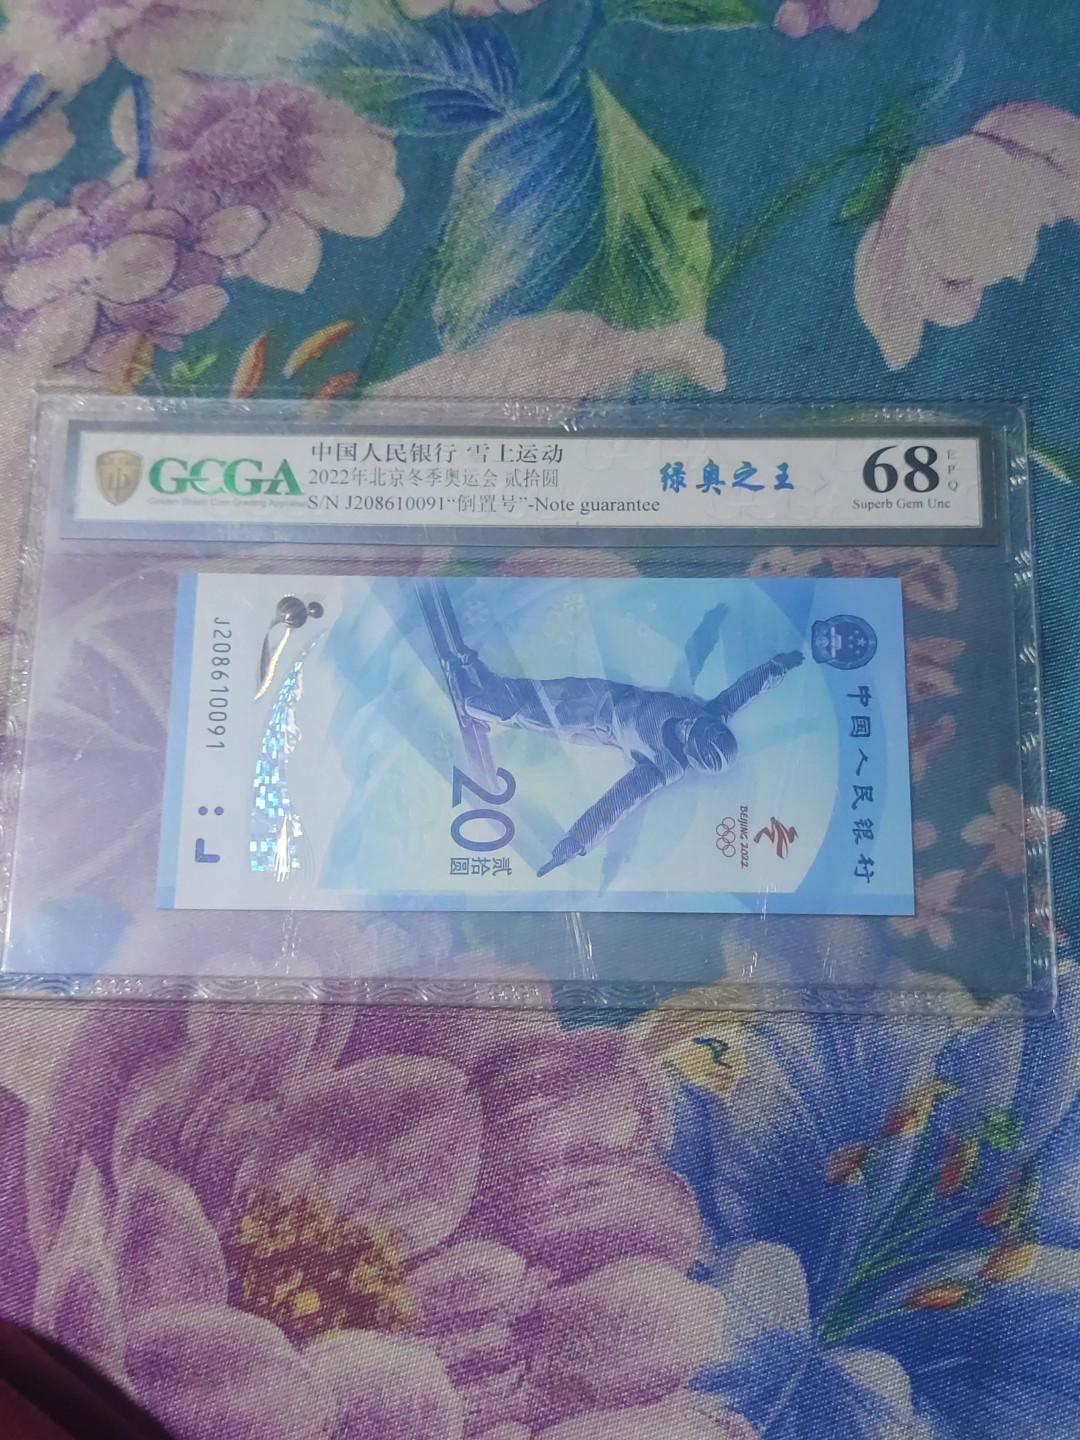 GCGA
中国人民银行 雪上运动
2022年北京冬季奥运会 贰拾圆
S/N J208610091“倒置号”-Note guarantee
绿奥之王
68
EPQ
Superb Gem Unc
J208610091
20
贰拾圆
BEIJING 2022
中国人民银行